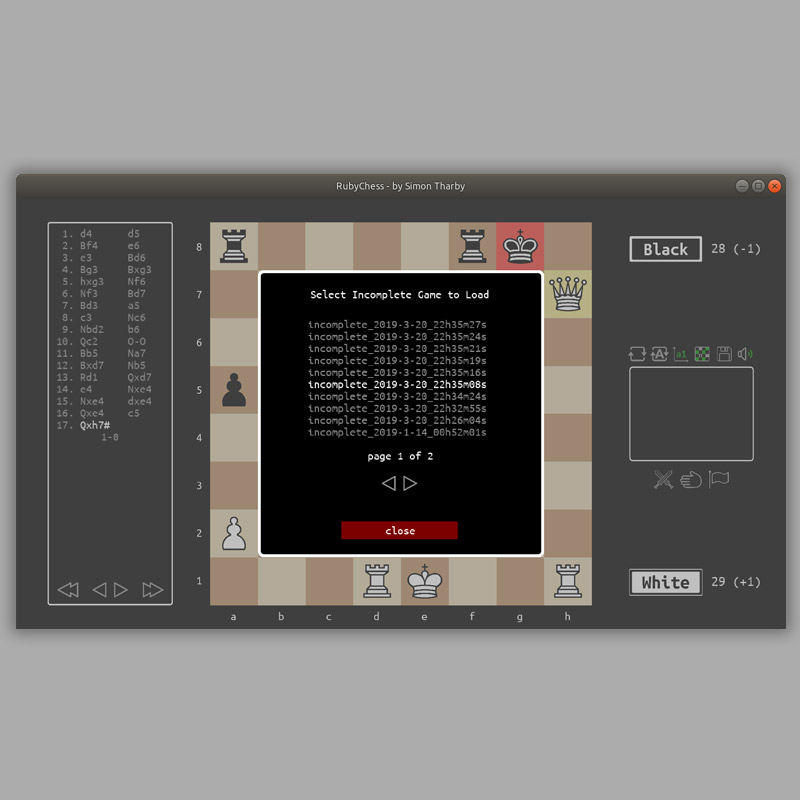 RubyChess - by Simon Tharby
1. d4 d5
2. Bf4 e6
3. e3 Bd6
4. Bg3 Bxg3
5. hxg3 Nf6
6. Nf3 Bd7
7. Bd3 a5
8. c3 Nc6
9. Nbd2 b6
10. Qc2 O-O
11. Bb5 Na7
12. Bxd7 Nb5
13. Rd1 Qxd7
14. e4 Nxe4
15. Nxe4 dxe4
16. Qxe4 c5
17. Qxh7#
1-0
8
7
6
5
4
3
2
1
a b c d e f g h
Select Incomplete Game to Load
incomplete_2019-3-20_22h35m27s
incomplete_2019-3-20_22h35m24s
incomplete_2019-3-20_22h35m21s
incomplete_2019-3-20_22h35m19s
incomplete_2019-3-20_22h35m16s
incomplete_2019-3-20_22h35m08s
incomplete_2019-3-20_22h34m24s
incomplete_2019-3-20_22h32m55s
incomplete_2019-3-20_22h26m04s
incomplete_2019-1-14_00h52m01s
page 1 of 2
close
Black 28 (-1)
A a1
White 29 (+1)